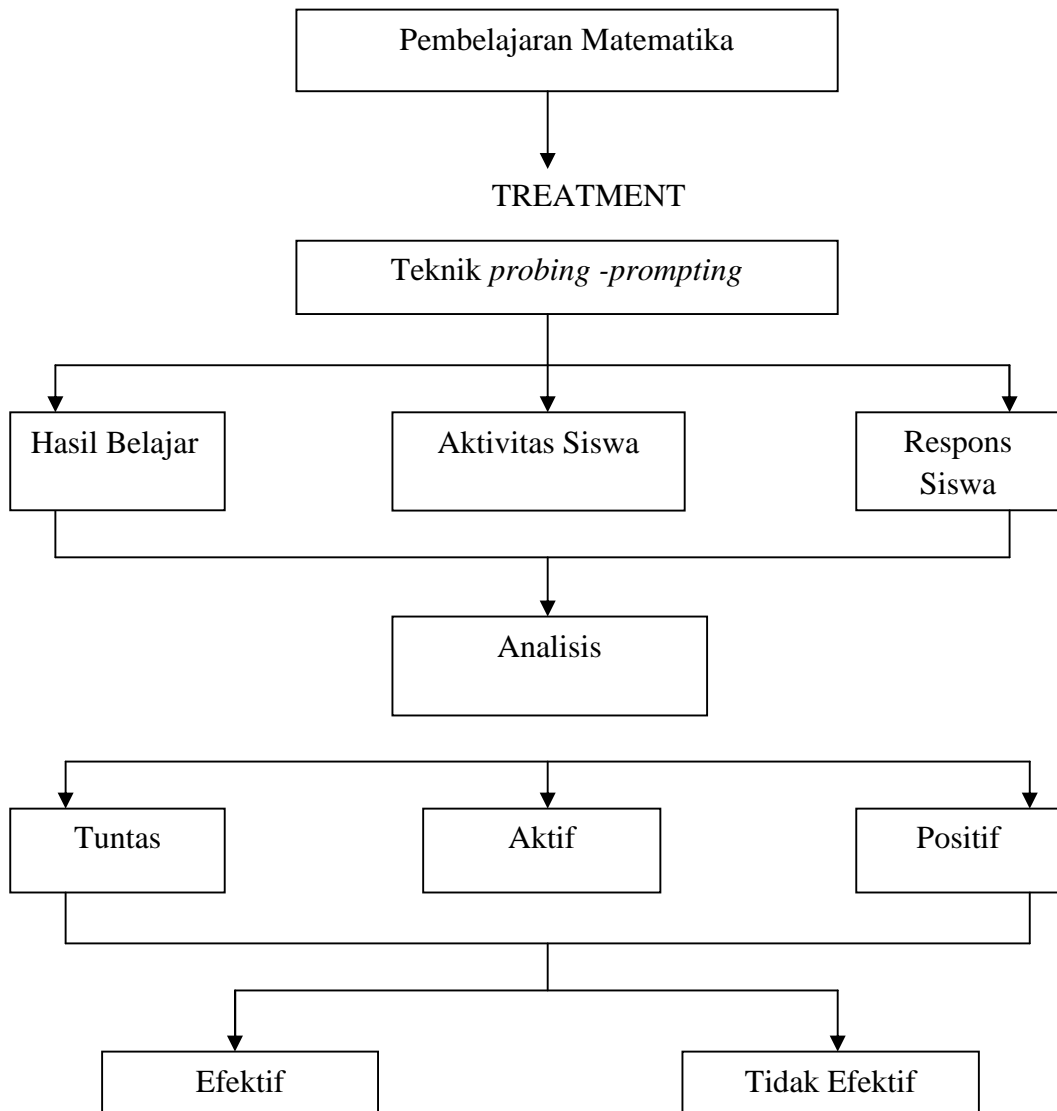 Pembelajaran Matematika
TREATMENT
Teknik probing -prompting
Hasil Belajar
Aktivitas Siswa
Respons
Siswa
Analisis
Tuntas
Aktif
Positif
Efektif
Tidak Efektif